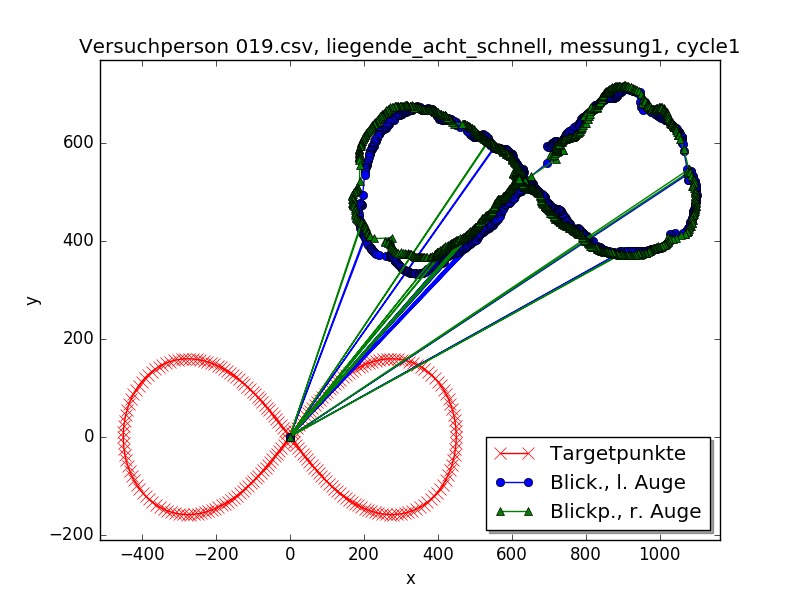 Versuchperson 019.csv, liegende_acht_schnell, messung1, cycle1
600
400
200
0
−200
y
−400
−200
0
200
400
600
800
1000
x
Targetpunkte
Blick., l. Auge
Blickp., r. Auge